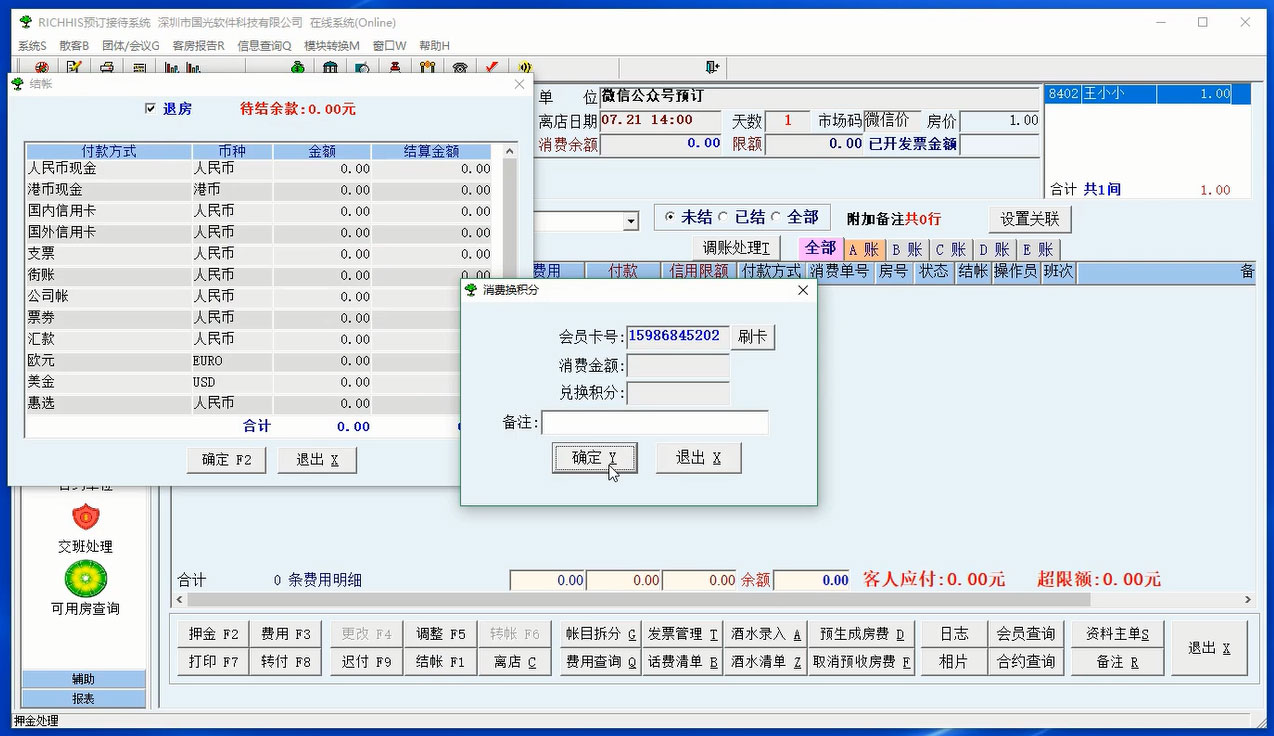 RICHHIS预订接待系统 深圳市国光软件科技有限公司 在线系统(Online)
系统S 散客B 团体/会议G 客房报告R 信息查询Q 模块转换M 窗口W 帮助H
结帐
退房 待结余款:0.00元
付款方式 币种 金额 结算金额
人民币现金 人民币 0.00 0.00
港币现金 港币 0.00 0.00
国内信用卡 人民币 0.00 0.00
国外信用卡 人民币 0.00 0.00
支票 人民币 0.00 0.00
街账 人民币 0.00 0.00
公司帐 人民币 0.00
票券 人民币 0.00
汇款 人民币 0.00
欧元 EURO 0.00
美金 USD 0.00
惠选 人民币 0.00
合计 0.00
确定 F2 退出 X
单 位 微信公众号预订
离店日期 07.21 14:00 天数 1 市场码 微信价 房价 1.00
消费余额 0.00 限额 0.00 已开发票金额
8402 王小小 1.00
合计 共1间 1.00
未结 已结 全部 附加备注共0行 设置关联
调账处理T 全部 A 账 B 账 C 账 D 账 E 账
费用 付款 信用限额 付款方式 消费单号 房号 状态 结帐 操作员 班次 备
消费换积分
会员卡号: 15986845202 刷卡
消费金额:
兑换积分:
备注:
确定 Y 退出 X
交班处理
可用房查询
辅助
报表
合计 0 条费用明细 0.00 0.00 0.00 余额 0.00 客人应付:0.00元 超限额:0.00元
押金 F2 费用 F3 更改 F4 调整 F5 转帐 F6 帐目拆分 G 发票管理 T 酒水录入 A 预生成房费 D 日志 会员查询 资料主单S 退出 X
打印 F7 转付 F8 迟付 F9 结帐 F1 离店 C 费用查询 Q 话费清单 B 酒水清单 Z 取消预收房费 E 相片 合约查询 备注 R
押金处理